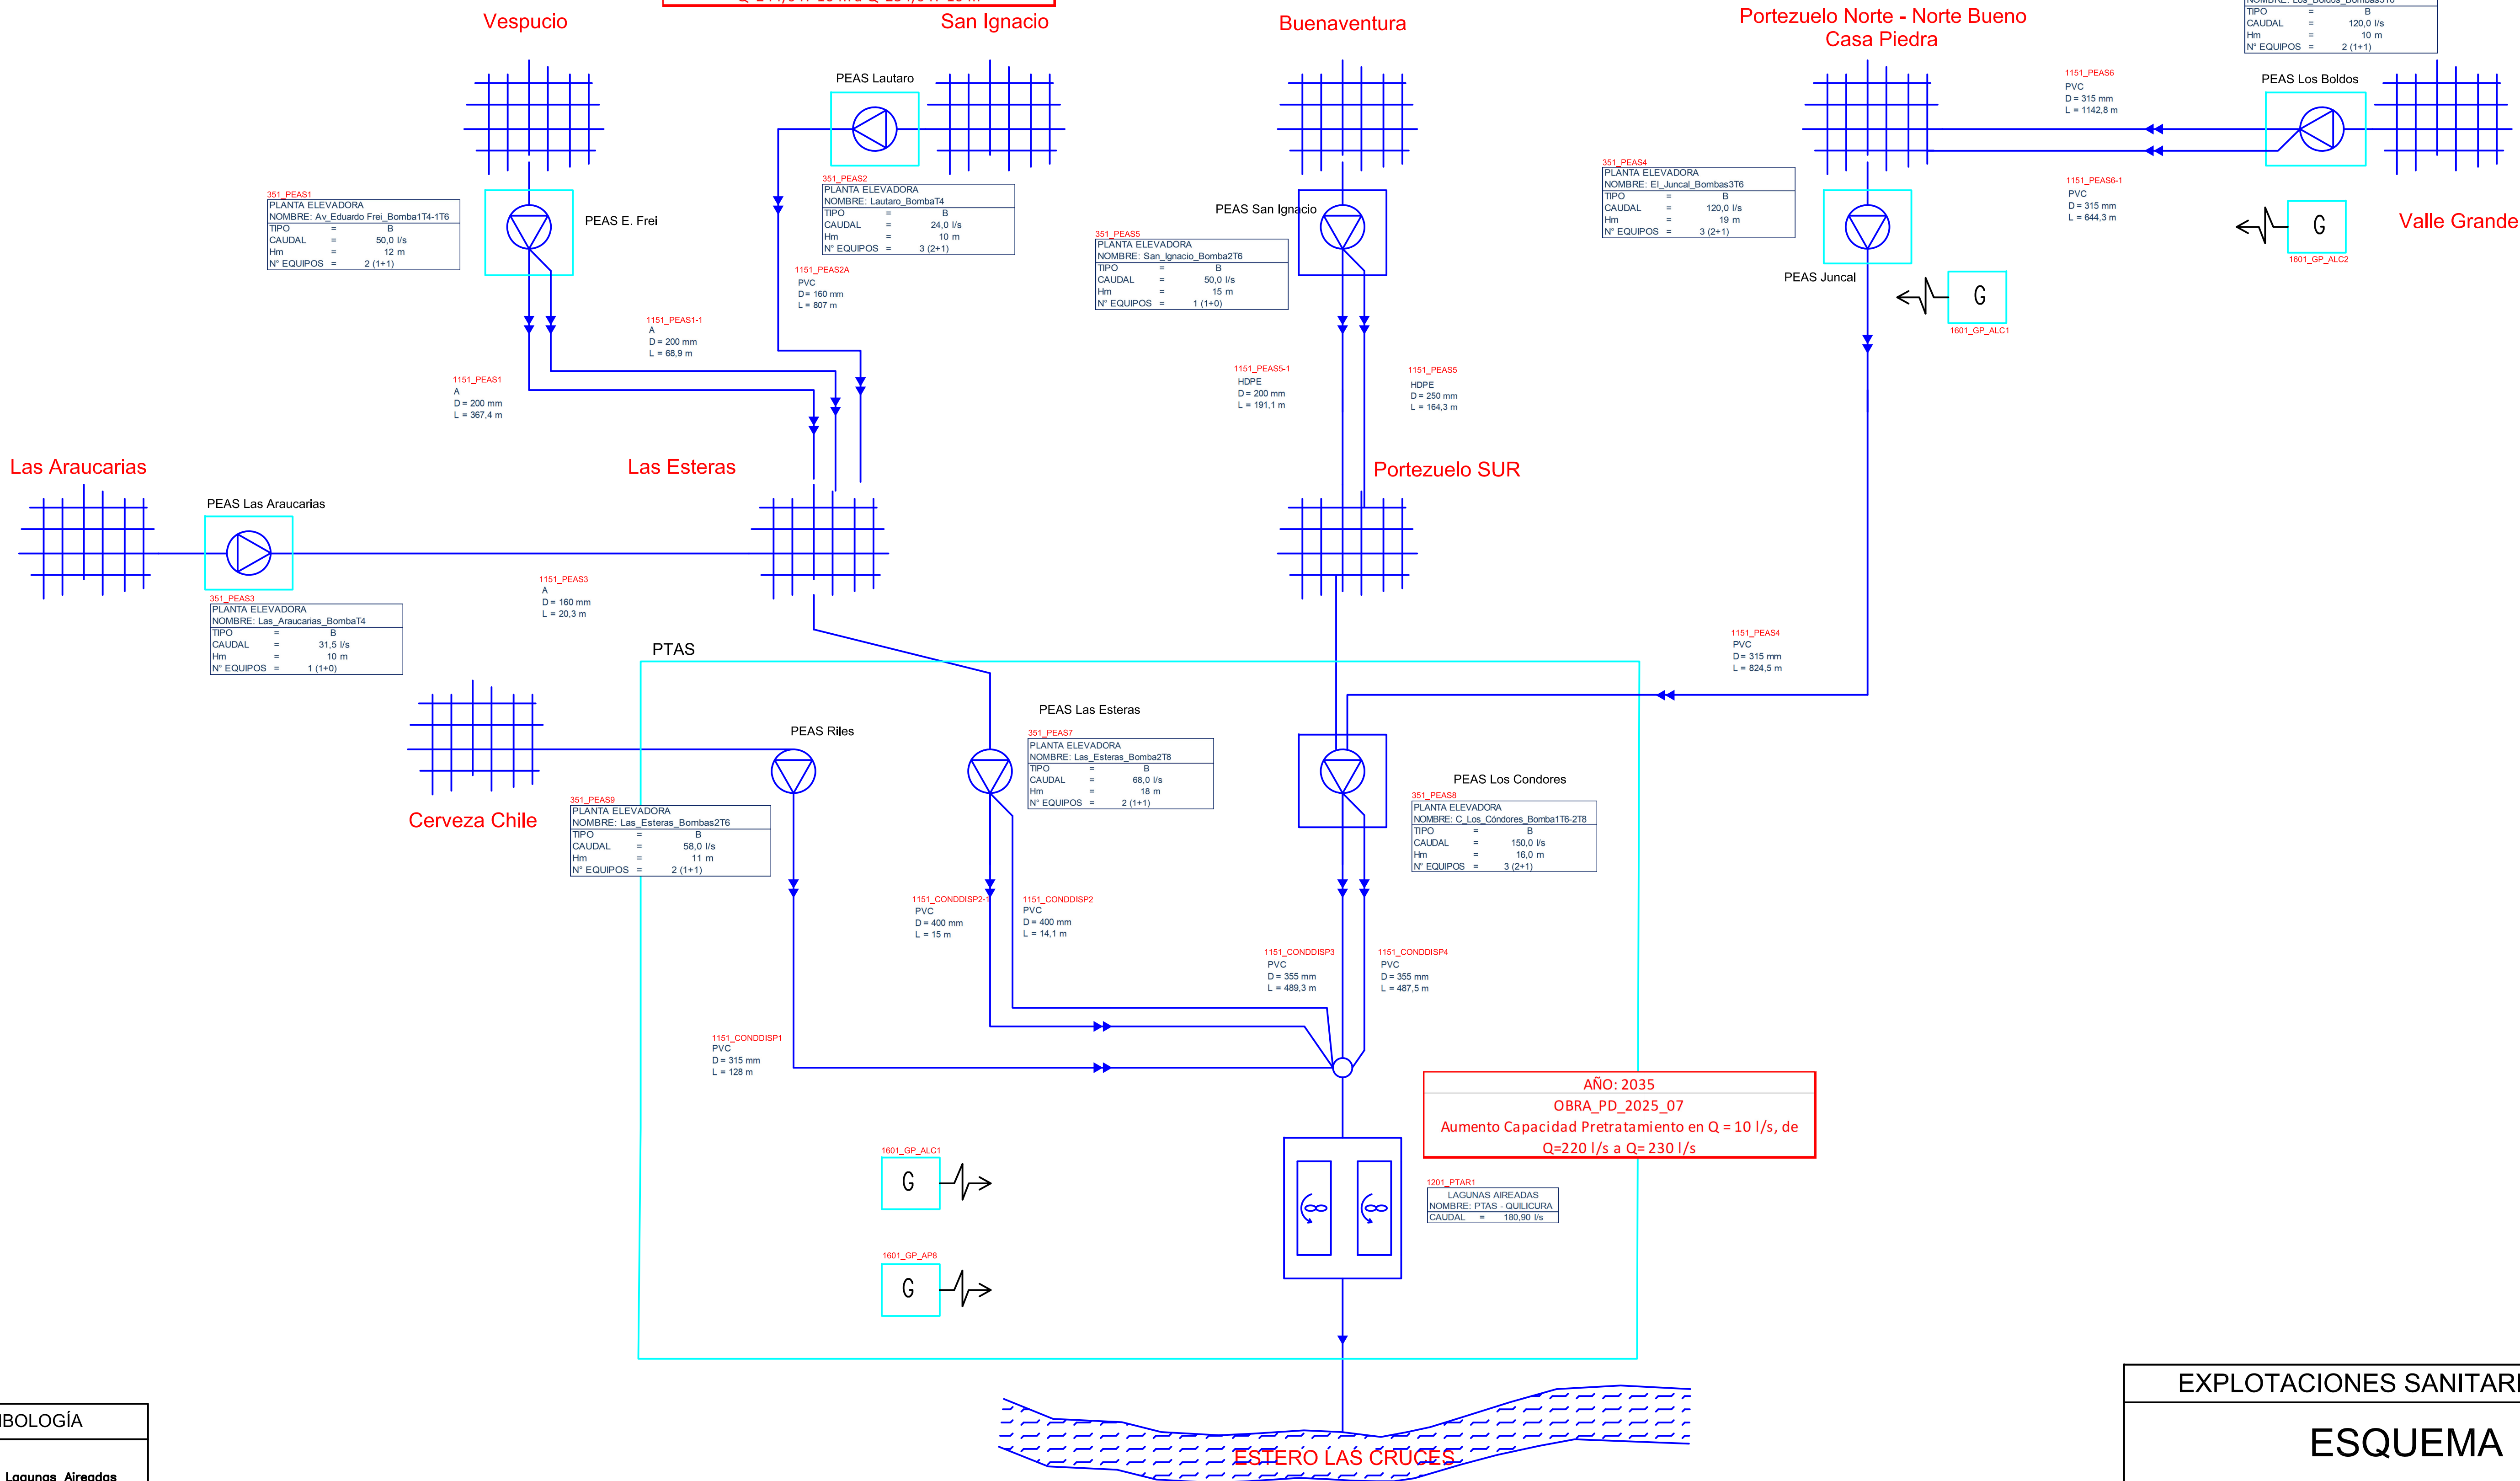 Vespucio
San Ignacio
Buenaventura
Portezuelo Norte - Norte Bueno
Casa Piedra
TIPO = B
CAUDAL = 120,0 l/s
Hm = 10 m
N° EQUIPOS = 2 (1+1)
PEAS Lautaro
1151_PEAS6
PVC
D = 315 mm
L = 1142,8 m
PEAS Los Boldos
351_PEAS1
PLANTA ELEVADORA
NOMBRE: Av_Eduardo Frei_Bomba1T4-1T6
TIPO = B
CAUDAL = 50,0 l/s
Hm = 12 m
N° EQUIPOS = 2 (1+1)
PEAS E. Frei
351_PEAS2
PLANTA ELEVADORA
NOMBRE: Lautaro_BombaT4
TIPO = B
CAUDAL = 24,0 l/s
Hm = 10 m
N° EQUIPOS = 3 (2+1)
PEAS San Ignacio
351_PEAS5
PLANTA ELEVADORA
NOMBRE: San_Ignacio_Bomba2T6
TIPO = B
CAUDAL = 50,0 l/s
Hm = 15 m
N° EQUIPOS = 1 (1+0)
351_PEAS4
PLANTA ELEVADORA
NOMBRE: El_Juncal_Bombas3T6
TIPO = B
CAUDAL = 120,0 l/s
Hm = 19 m
N° EQUIPOS = 3 (2+1)
PEAS Juncal
1151_PEAS6-1
PVC
D = 315 mm
L = 644,3 m
G
1601_GP_ALC2
Valle Grande
G
1601_GP_ALC1
1151_PEAS2A
PVC
D = 160 mm
L = 807 m
1151_PEAS1-1
A
D = 200 mm
L = 68,9 m
1151_PEAS1
A
D = 200 mm
L = 367,4 m
1151_PEAS5-1
HDPE
D = 200 mm
L = 191,1 m
1151_PEAS5
HDPE
D = 250 mm
L = 164,3 m
Las Araucarias
Las Esteras
Portezuelo SUR
PEAS Las Araucarias
351_PEAS3
PLANTA ELEVADORA
NOMBRE: Las_Araucarias_BombaT4
TIPO = B
CAUDAL = 31,5 l/s
Hm = 10 m
N° EQUIPOS = 1 (1+0)
1151_PEAS3
A
D = 160 mm
L = 20,3 m
PTAS
1151_PEAS4
PVC
D = 315 mm
L = 824,5 m
PEAS Riles
PEAS Las Esteras
351_PEAS7
PLANTA ELEVADORA
NOMBRE: Las_Esteras_Bomba2T8
TIPO = B
CAUDAL = 68,0 l/s
Hm = 18 m
N° EQUIPOS = 2 (1+1)
PEAS Los Condores
351_PEAS8
PLANTA ELEVADORA
NOMBRE: C_Los_Cóndores_Bomba1T6-2T8
TIPO = B
CAUDAL = 150,0 l/s
Hm = 16,0 m
N° EQUIPOS = 3 (2+1)
Cerveza Chile
351_PEAS9
PLANTA ELEVADORA
NOMBRE: Las_Esteras_Bombas2T6
TIPO = B
CAUDAL = 58,0 l/s
Hm = 11 m
N° EQUIPOS = 2 (1+1)
1151_CONDDISP2-1
PVC
D = 400 mm
L = 15 m
1151_CONDDISP2
PVC
D = 400 mm
L = 14,1 m
1151_CONDDISP3
PVC
D = 355 mm
L = 489,3 m
1151_CONDDISP4
PVC
D = 355 mm
L = 487,5 m
1151_CONDDISP1
PVC
D = 315 mm
L = 128 m
AÑO: 2035
OBRA_PD_2025_07
Aumento Capacidad Pretratamiento en Q = 10 l/s, de
Q=220 l/s a Q= 230 l/s
1601_GP_ALC1
G
1201_PTAR1
LAGUNAS AIREADAS
NOMBRE: PTAS - QUILICURA
CAUDAL = 180,90 l/s
1601_GP_AP8
G
ESTERO LAS CRUCES
BOLOGÍA
Lagunas Aireadas
EXPLOTACIONES SANITAR
ESQUEMA